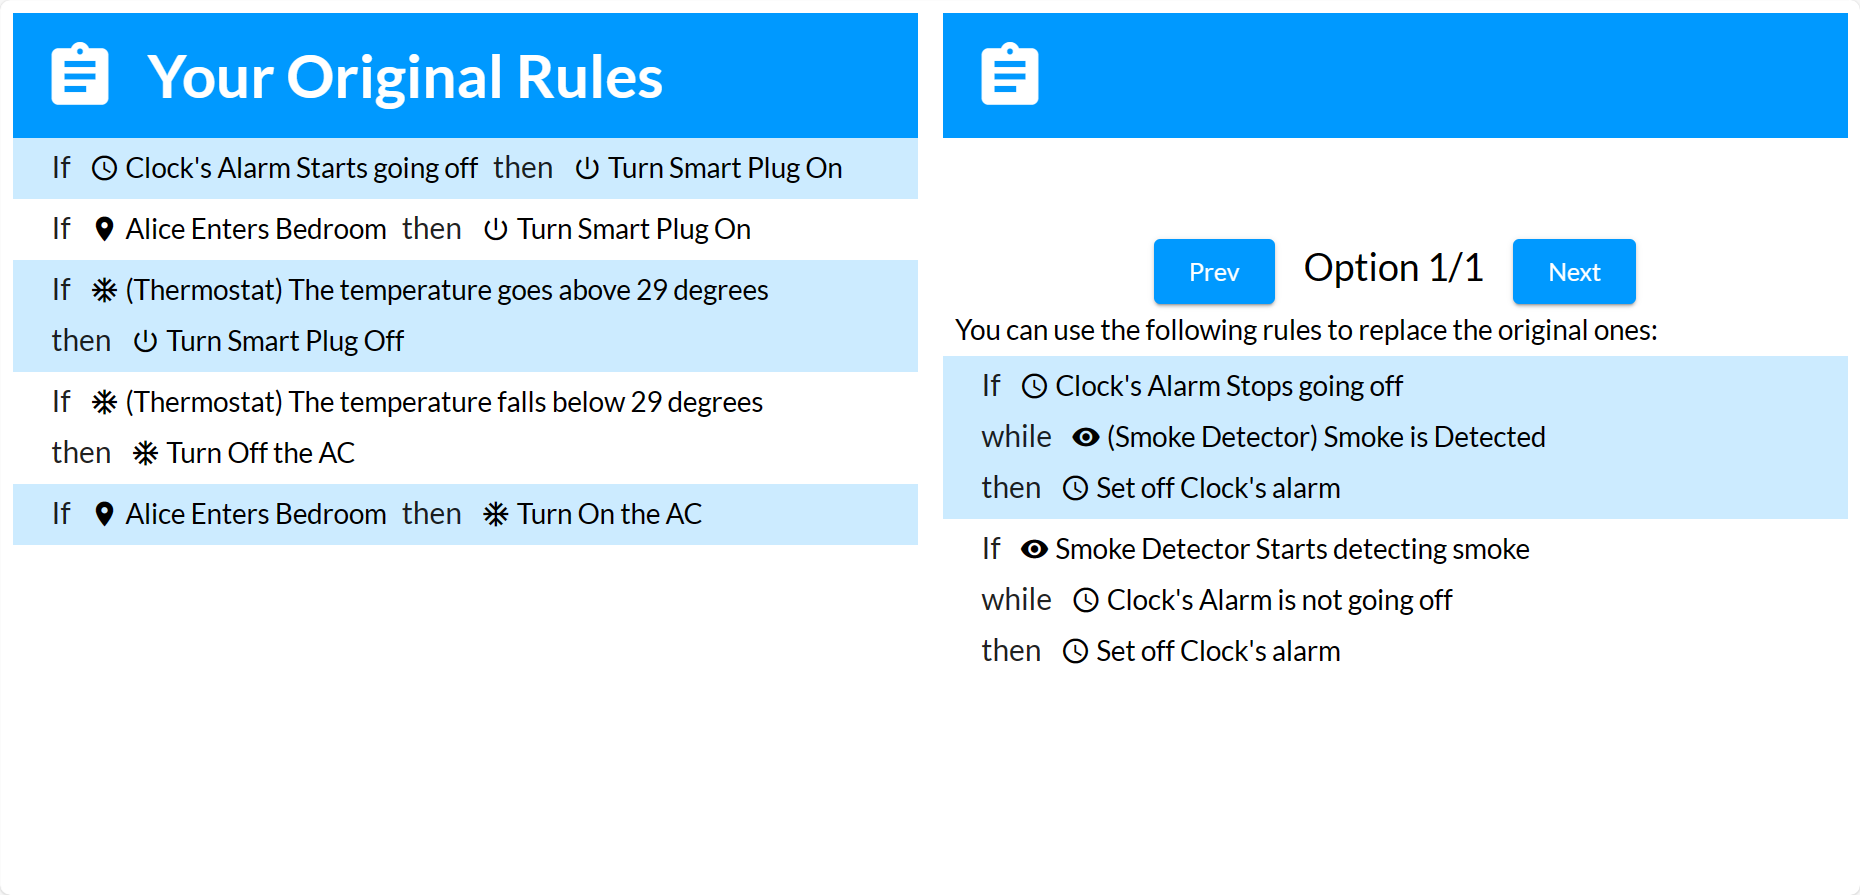 Your Original Rules
If Clock's Alarm Starts going off then Turn Smart Plug On
If Alice Enters Bedroom then Turn Smart Plug On
If (Thermostat) The temperature goes above 29 degrees
then Turn Smart Plug Off
If (Thermostat) The temperature falls below 29 degrees
then Turn Off the AC
If Alice Enters Bedroom then Turn On the AC
Prev Option 1/1 Next
You can use the following rules to replace the original ones:
If Clock's Alarm Stops going off
while (Smoke Detector) Smoke is Detected
then Set off Clock's alarm
If Smoke Detector Starts detecting smoke
while Clock's Alarm is not going off
then Set off Clock's alarm